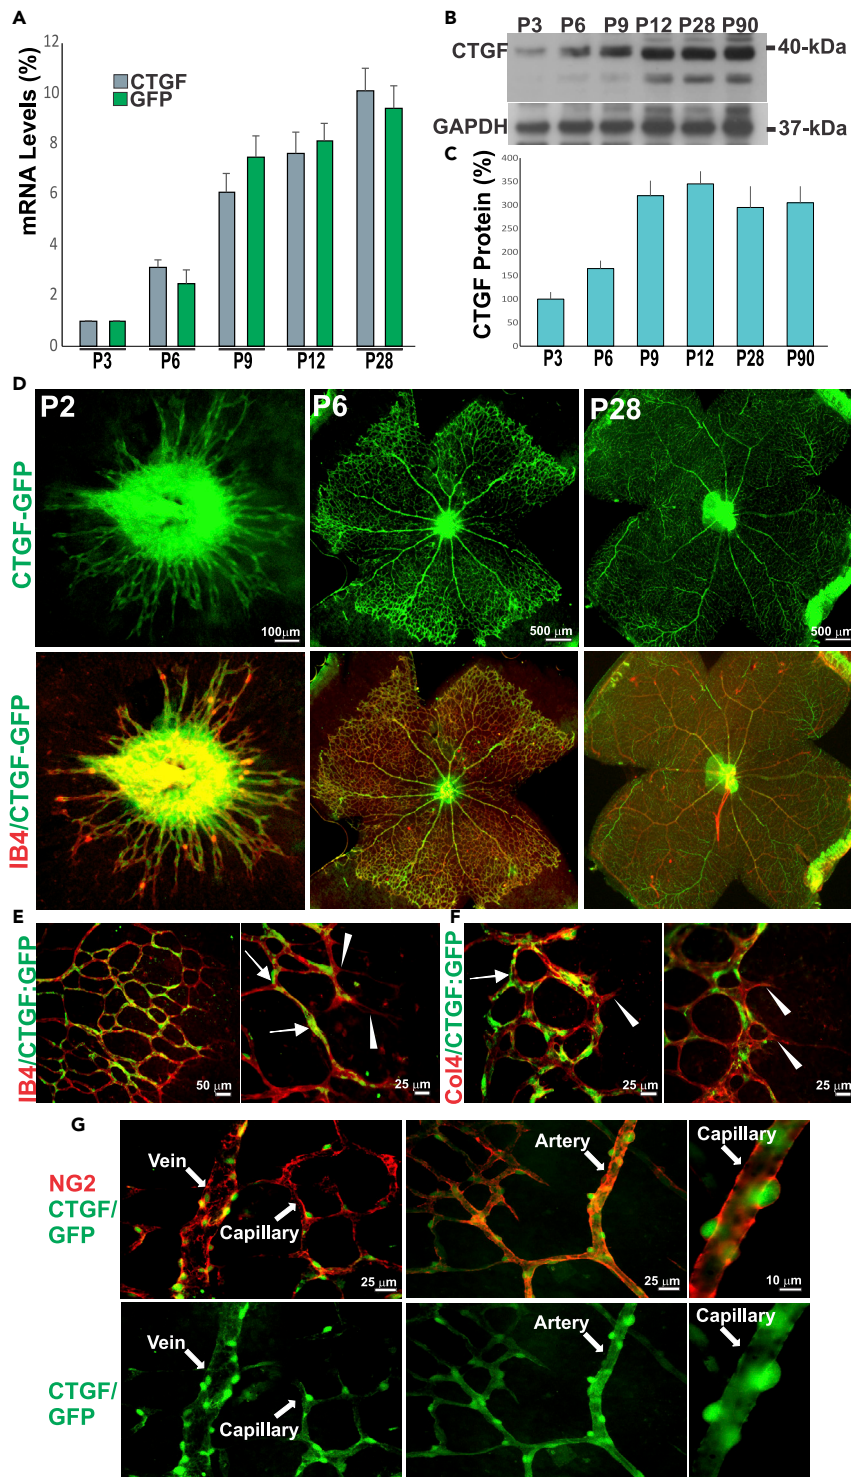 A
mRNA Levels (%)
12
10
8
6
4
2
0
CTGF
GFP
P3 P6 P9 P12 P28
B
P3 P6 P9 P12 P28 P90
CTGF
40-kDa
GAPDH
37-kDa
C
CTGF Protein (%)
400
350
300
250
200
150
100
50
0
P3 P6 P9 P12 P28 P90
D
CTGF-GFP
P2
100µm
P6
500 µm
P28
500 µm
IB4/CTGF-GFP
E
IB4/CTGF:GFP
50 µm
25 µm
F
Col4/CTGF:GFP
25 µm
25 µm
G
NG2
CTGF/
GFP
Vein
Capillary
25 µm
Artery
25 µm
Capillary
10 µm
CTGF/
GFP
Vein
Capillary
Artery
Capillary